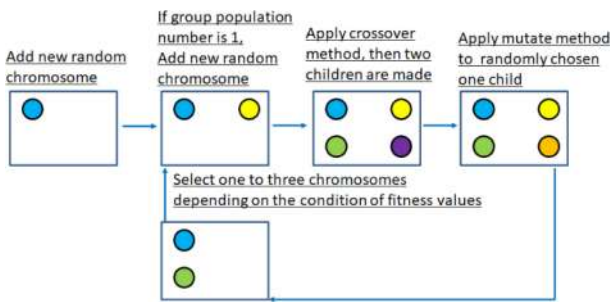 Add new random
chromosome
If group population
number is 1,
Add new random
chromosome
Apply crossover
method, then two
children are made
Apply mutate method
to randomly chosen
one child
Select one to three chromosomes
depending on the condition of fitness values